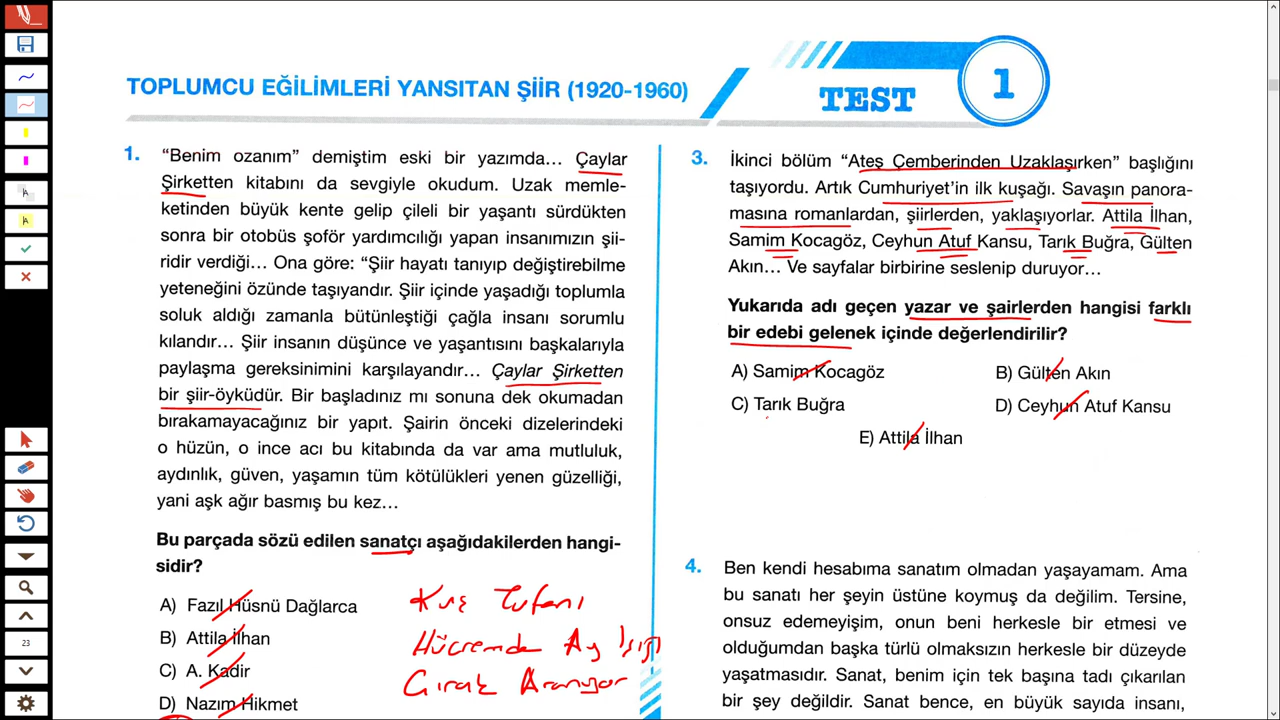 TOPLUMCU EĞİLİMLERİ YANSITAN ŞİİR (1920-1960)
TEST
1
1.
“Benim ozanım” demiştim eski bir yazımda... Çaylar
Şirketten kitabını da sevgiyle okudum. Uzak memle-
ketinden büyük kente gelip çileli bir yaşantı sürdükten
sonra bir otobüs şoför yardımcılığı yapan insanımızın şii-
ridir verdiği... Ona göre: “Şiir hayatı tanıyıp değiştirebilme
yeteneğini özünde taşıyandır. Şiir içinde yaşadığı toplumla
soluk aldığı zamanla bütünleştiği çağla insanı sorumlu
kılandır... Şiir insanın düşünce ve yaşantısını başkalarıyla
paylaşma gereksinimini karşılayandır... Çaylar Şirketten
bir şiir-öyküdür. Bir başladınız mı sonuna dek okumadan
bırakamayacağınız bir yapıt. Şairin önceki dizelerindeki
o hüzün, o ince acı bu kitabında da var ama mutluluk,
aydınlık, güven, yaşamın tüm kötülükleri yenen güzelliği,
yani aşk ağır basmış bu kez...
Bu parçada sözü edilen sanatçı aşağıdakilerden hangi-
sidir?
A) Fazıl Hüsnü Dağlarca
B) Attila İlhan
C) A. Kadir
D) Nazım Hikmet
Kuş Tufanı
Hücremde Ay Işığı
Çırak Aranıyor
3.
İkinci bölüm “Ateş Çemberinden Uzaklaşırken” başlığını
taşıyordu. Artık Cumhuriyet’in ilk kuşağı. Savaşın panora-
masına romanlardan, şiirlerden, yaklaşıyorlar. Attila İlhan,
Samim Kocagöz, Ceyhun Atuf Kansu, Tarık Buğra, Gülten
Akın... Ve sayfalar birbirine seslenip duruyor...
Yukarıda adı geçen yazar ve şairlerden hangisi farklı
bir edebi gelenek içinde değerlendirilir?
A) Samim Kocagöz
B) Gülten Akın
C) Tarık Buğra
D) Ceyhun Atuf Kansu
E) Attila İlhan
4.
Ben kendi hesabıma sanatım olmadan yaşayamam. Ama
bu sanatı her şeyin üstüne koymuş da değilim. Tersine,
onsuz edemeyişim, onun beni herkesle bir etmesi ve
olduğumdan başka türlü olmaksızın herkesle bir düzeyde
yaşatmasıdır. Sanat, benim için tek başına tadı çıkarılan
bir şey değildir. Sanat bence, en büyük sayıda insanı,
A
A
23